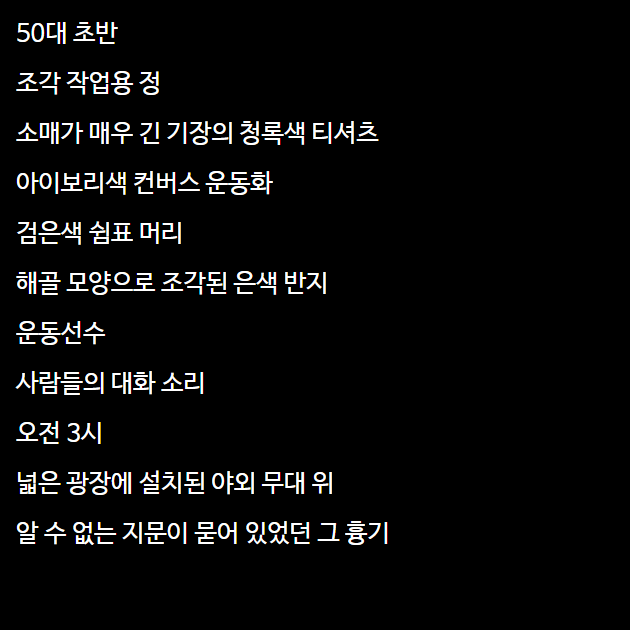 50대 초반
조각 작업용 정
소매가 매우 긴 기장의 청록색 티셔츠
아이보리색 컨버스 운동화
검은색 쉼표 머리
해골 모양으로 조각된 은색 반지
운동선수
사람들의 대화 소리
오전 3시
넓은 광장에 설치된 야외 무대 위
알 수 없는 지문이 묻어 있었던 그 흉기